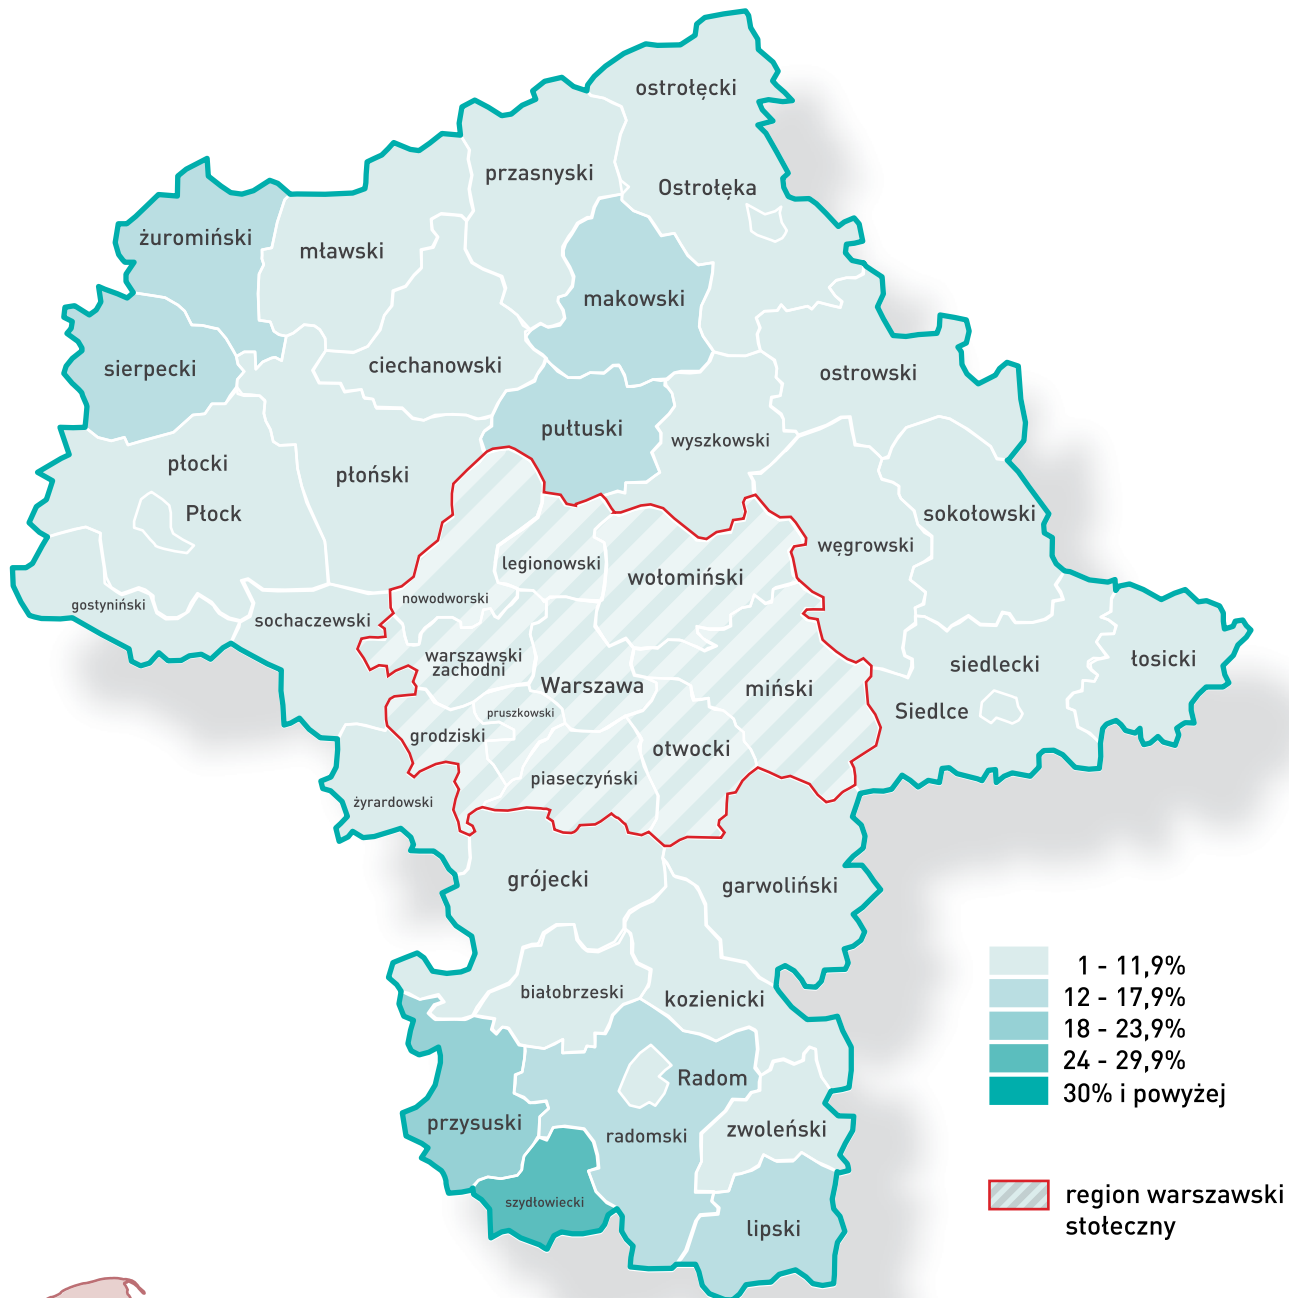 ostrołęcki
przasnyski
Ostrołęka
żuromiński
mławski
makowski
sierpecki
ciechanowski
ostrowski
pułtuski
wyszkowski
płocki
płoński
Płock
sokołowski
węgrowski
legionowski
wołomiński
nowodworski
gostyniński
sochaczewski
warszawski
zachodni
siedlecki
łosicki
Warszawa
miński
Siedlce
pruszkowski
grodziski
otwocki
piaseczyński
żyrardowski
grójecki
garwoliński
białobrzeski
kozienicki
Radom
przysuski
radomski
zwoleński
szydłowiecki
lipski
1 - 11,9%
12 - 17,9%
18 - 23,9%
24 - 29,9%
30% i powyżej
region warszawski
stołeczny